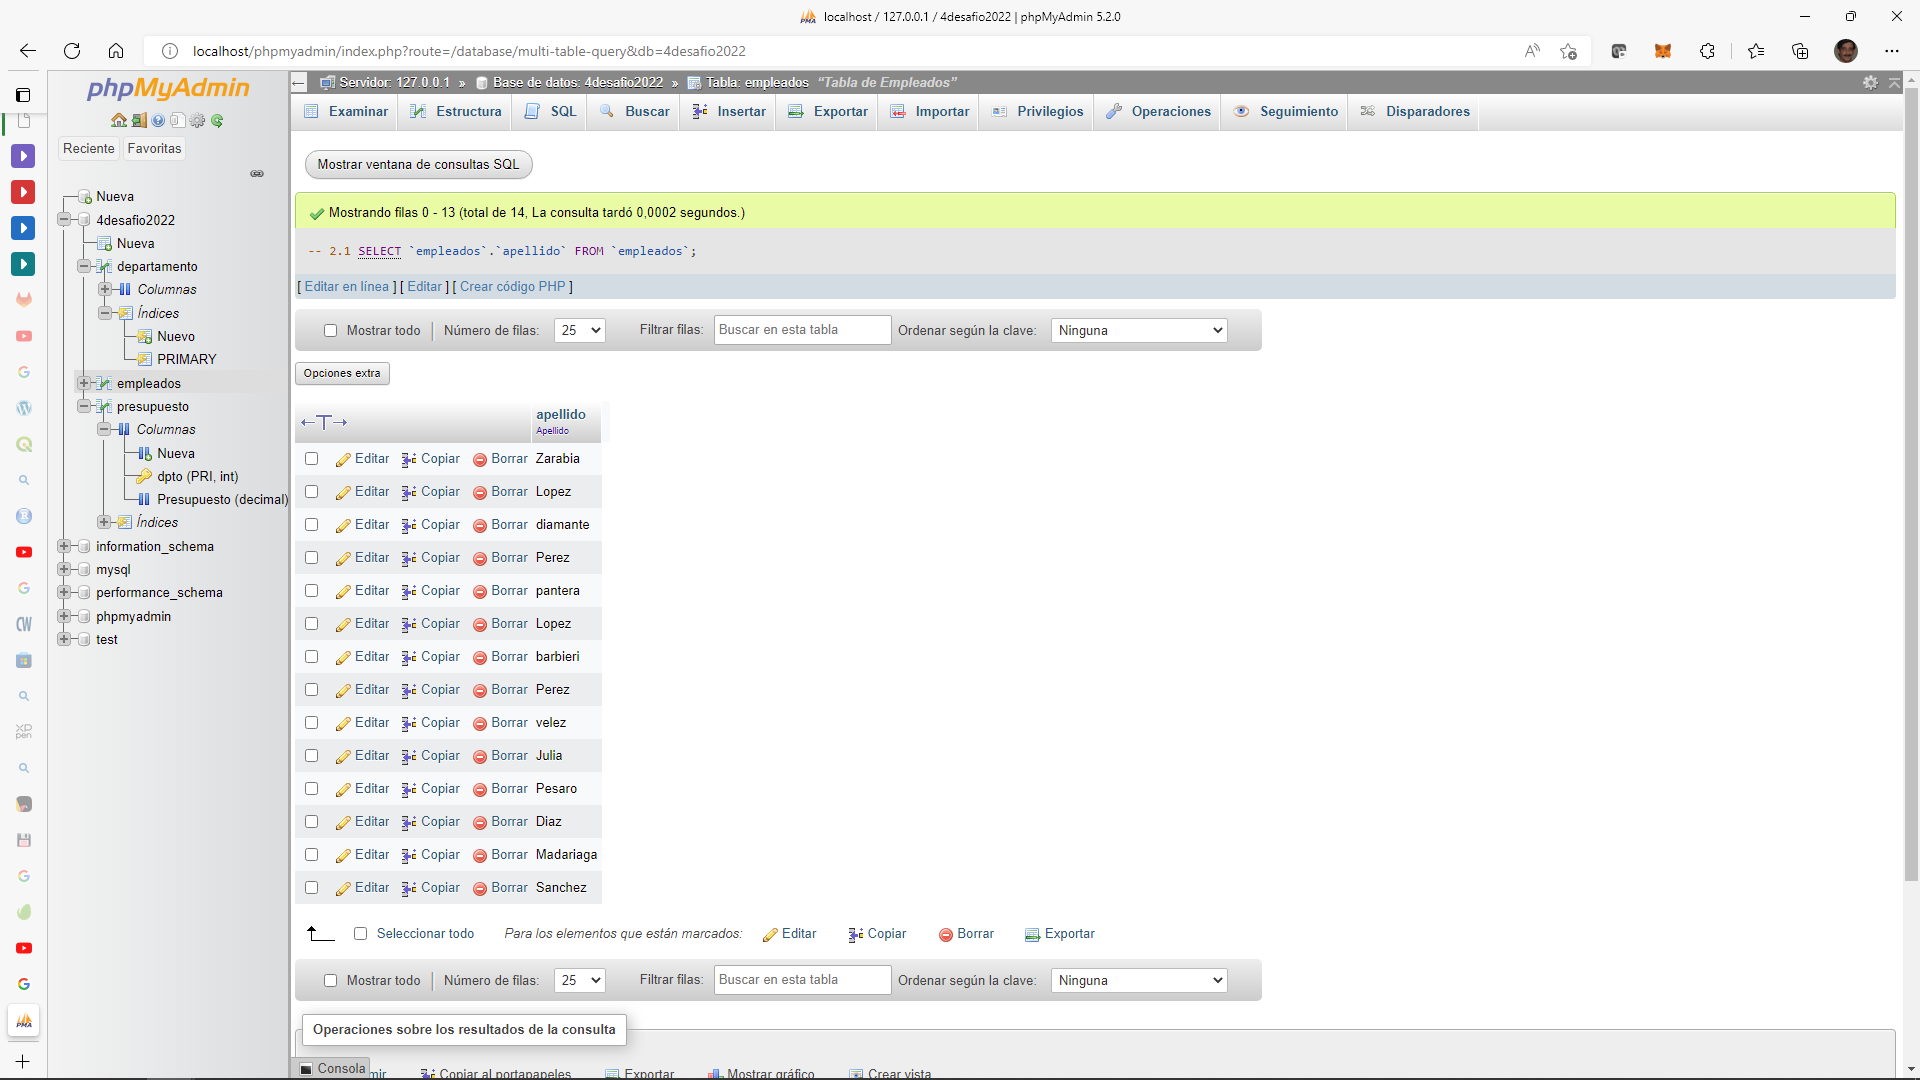 localhost / 127.0.0.1 / 4desafio2022 | phpMyAdmin 5.2.0
localhost/phpmyadmin/index.php?route=/database/multi-table-query&db=4desafio2022
phpMyAdmin
Reciente Favoritas
Nueva
4desafio2022
Nueva
departamento
Columnas
Índices
Nuevo
PRIMARY
empleados
presupuesto
Columnas
Nueva
dpto (PRI, int)
Presupuesto (decimal)
Índices
information_schema
mysql
performance_schema
phpmyadmin
test
CW
XP
pen
PMA
Servidor: 127.0.0.1 » Base de datos: 4desafio2022 » Tabla: empleados “Tabla de Empleados”
Examinar Estructura SQL Buscar Insertar Exportar Importar Privilegios Operaciones Seguimiento Disparadores
Mostrar ventana de consultas SQL
Mostrando filas 0 - 13 (total de 14, La consulta tardó 0,0002 segundos.)
-- 2.1 SELECT `empleados`.`apellido` FROM `empleados`;
[ Editar en línea ] [ Editar ] [ Crear código PHP ]
Mostrar todo | Número de filas: 25 Filtrar filas: Buscar en esta tabla Ordenar según la clave: Ninguna
Opciones extra
←T→ apellido
Apellido
Editar Copiar Borrar Zarabia
Editar Copiar Borrar Lopez
Editar Copiar Borrar diamante
Editar Copiar Borrar Perez
Editar Copiar Borrar pantera
Editar Copiar Borrar Lopez
Editar Copiar Borrar barbieri
Editar Copiar Borrar Perez
Editar Copiar Borrar velez
Editar Copiar Borrar Julia
Editar Copiar Borrar Pesaro
Editar Copiar Borrar Diaz
Editar Copiar Borrar Madariaga
Editar Copiar Borrar Sanchez
Seleccionar todo Para los elementos que están marcados: Editar Copiar Borrar Exportar
Mostrar todo | Número de filas: 25 Filtrar filas: Buscar en esta tabla Ordenar según la clave: Ninguna
Operaciones sobre los resultados de la consulta
Consola
Copiar al portapapeles Exportar Mostrar gráfico Crear vista